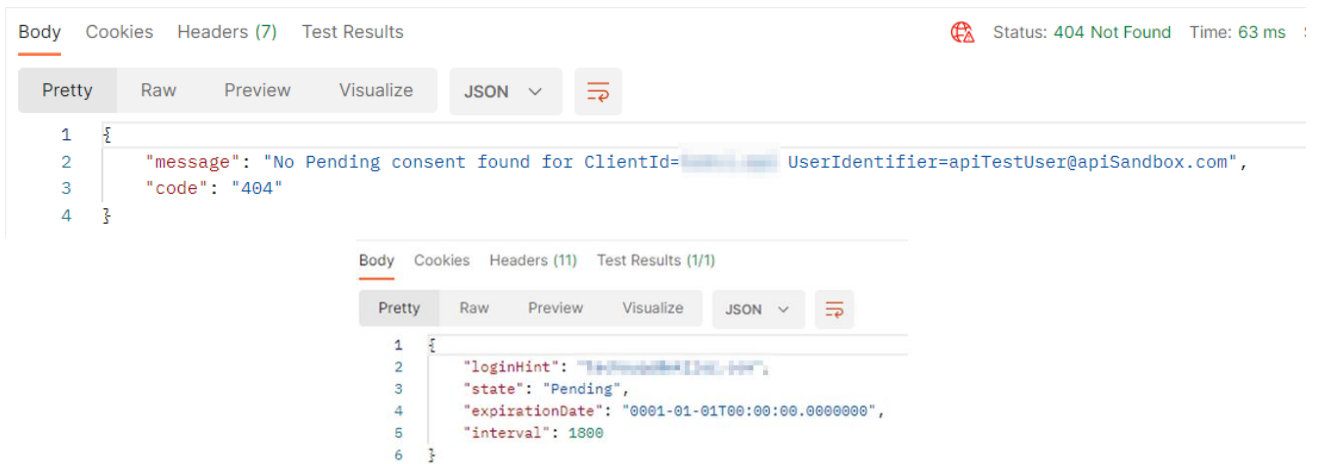 Body Cookies Headers (7) Test Results Status: 404 Not Found Time: 63 ms
Pretty Raw Preview Visualize JSON
1 {
2 "message": "No Pending consent found for ClientId= UserIdentifier=apiTestUser@apiSandbox.com",
3 "code": "404"
4 }
Body Cookies Headers (11) Test Results (1/1)
Pretty Raw Preview Visualize JSON
1 {
2 "loginHint": "
3 "state": "Pending",
4 "expirationDate": "0001-01-01T00:00:00.0000000",
5 "interval": 1800
6 }